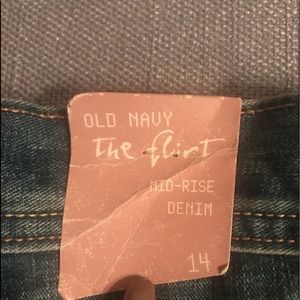 OLD NAVY
the flirt
MID-RISE
DENIM
14